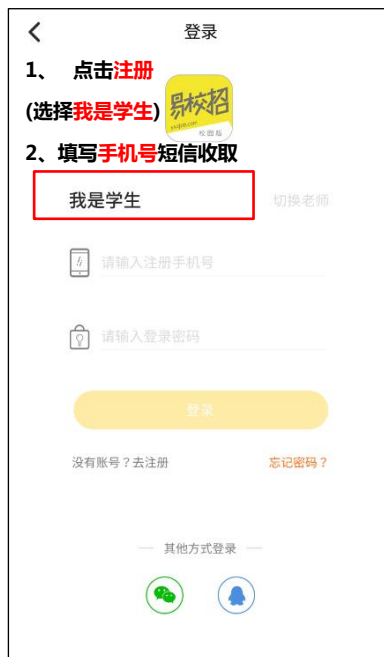 登录
1、 点击注册
(选择我是学生)
易校招
校园版
2、填写手机号短信收取
我是学生
切换老师
请输入注册手机号
请输入登录密码
登录
没有账号？去注册
忘记密码？
其他方式登录